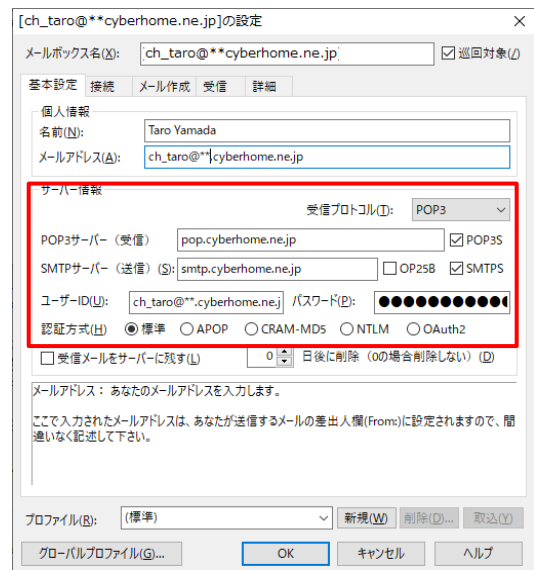 [ch_taro@**cyberhome.ne.jp]の設定
メールボックス名(X): ch_taro@**cyberhome.ne.jp 巡回対象(/)
基本設定 接続 メール作成 受信 詳細
個人情報
名前(N): Taro Yamada
メールアドレス(A): ch_taro@**.cyberhome.ne.jp
サーバー情報
受信プロトコル(T): POP3
POP3サーバー（受信） pop.cyberhome.ne.jp POP3S
SMTPサーバー（送信）(S): smtp.cyberhome.ne.jp OP25B SMTPS
ユーザーID(U): ch_taro@**.cyberhome.ne.j パスワード(P): ●●●●●●●●●●●●
認証方式(H) 標準 APOP CRAM-MD5 NTLM OAuth2
受信メールをサーバーに残す(L) 0 日後に削除（0の場合削除しない）(D)
メールアドレス： あなたのメールアドレスを入力します。
ここで入力されたメールアドレスは、あなたが送信するメールの差出人欄(From:)に設定されますので、間
違いなく記述して下さい。
プロファイル(R): (標準) 新規(W) 削除(D)... 取込(Y)
グローバルプロファイル(G)... OK キャンセル ヘルプ